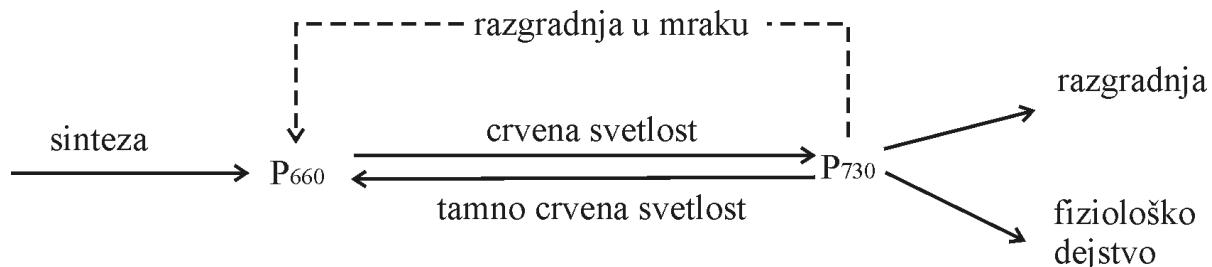 razgradnja u mraku
razgradnja
sinteza
crvena svetlost
P660
P730
tamno crvena svetlost
fiziološko
dejstvo